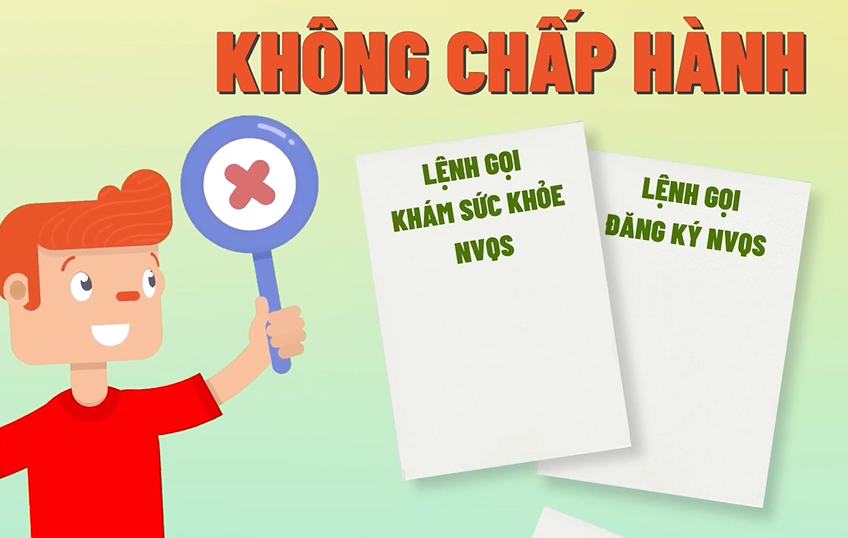 KHÔNG CHẤP HÀNH
LỆNH GỌI
KHÁM SỨC KHỎE
NVQS
LỆNH GỌI
ĐĂNG KÝ NVQS